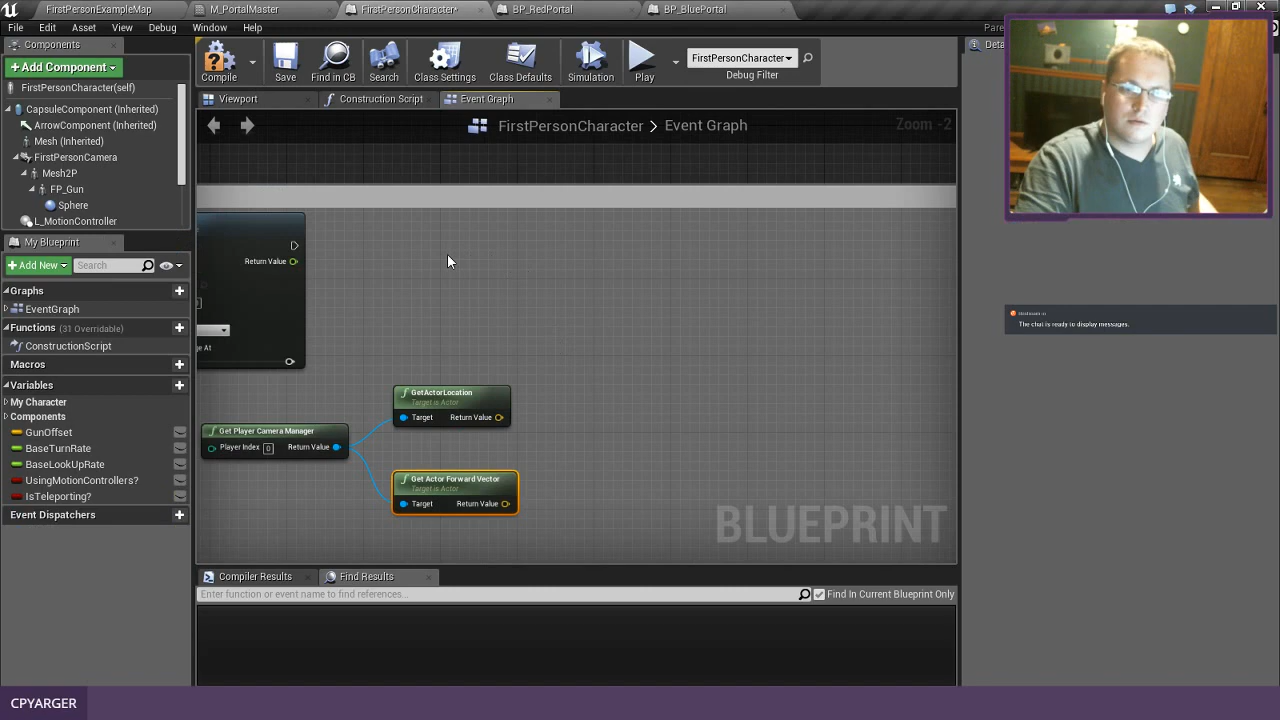 FirstPersonExampleMap
M_PortalMaster
FirstPersonCharacter*
BP_RedPortal
BP_BluePortal
File
Edit
Asset
View
Debug
Window
Help
Components
+Add Component
FirstPersonCharacter(self)
CapsuleComponent (Inherited)
ArrowComponent (Inherited)
Mesh (Inherited)
FirstPersonCamera
Mesh2P
FP_Gun
Sphere
L_MotionController
Compile
Save
Find in CB
Search
Class Settings
Class Defaults
Simulation
Play
FirstPersonCharacter
Debug Filter
Viewport
Construction Script
Event Graph
FirstPersonCharacter > Event Graph
Zoom -2
My Blueprint
+Add New
Search
Graphs
EventGraph
Functions (31 Overridable)
ConstructionScript
Macros
Variables
My Character
Components
GunOffset
BaseTurnRate
BaseLookUpRate
UsingMotionControllers?
IsTeleporting?
Event Dispatchers
Return Value
Get Player Camera Manager
Player Index 0
Return Value
GetActorLocation
Target is Actor
Target
Return Value
Get Actor Forward Vector
Target is Actor
Target
Return Value
BLUEPRINT
Compiler Results
Find Results
Enter function or event name to find references...
Find In Current Blueprint Only
The chat is ready to display messages.
CPYARGER